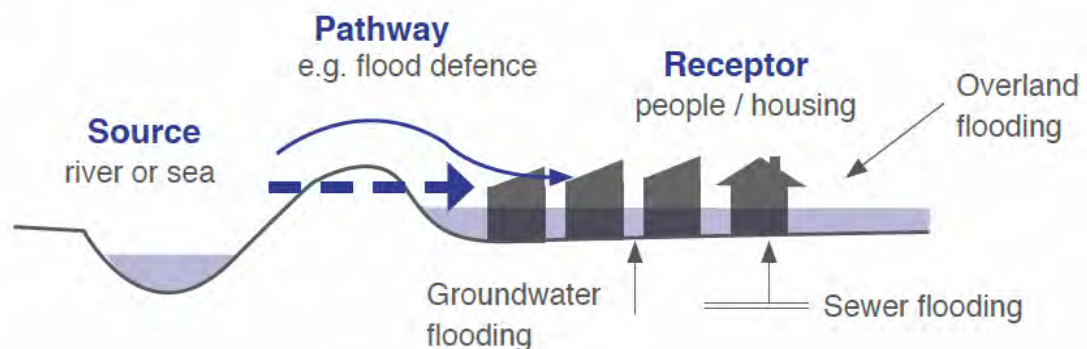 Pathway
e.g. flood defence
Source
river or sea
Receptor
people / housing
Overland
flooding
Groundwater
flooding
Sewer flooding